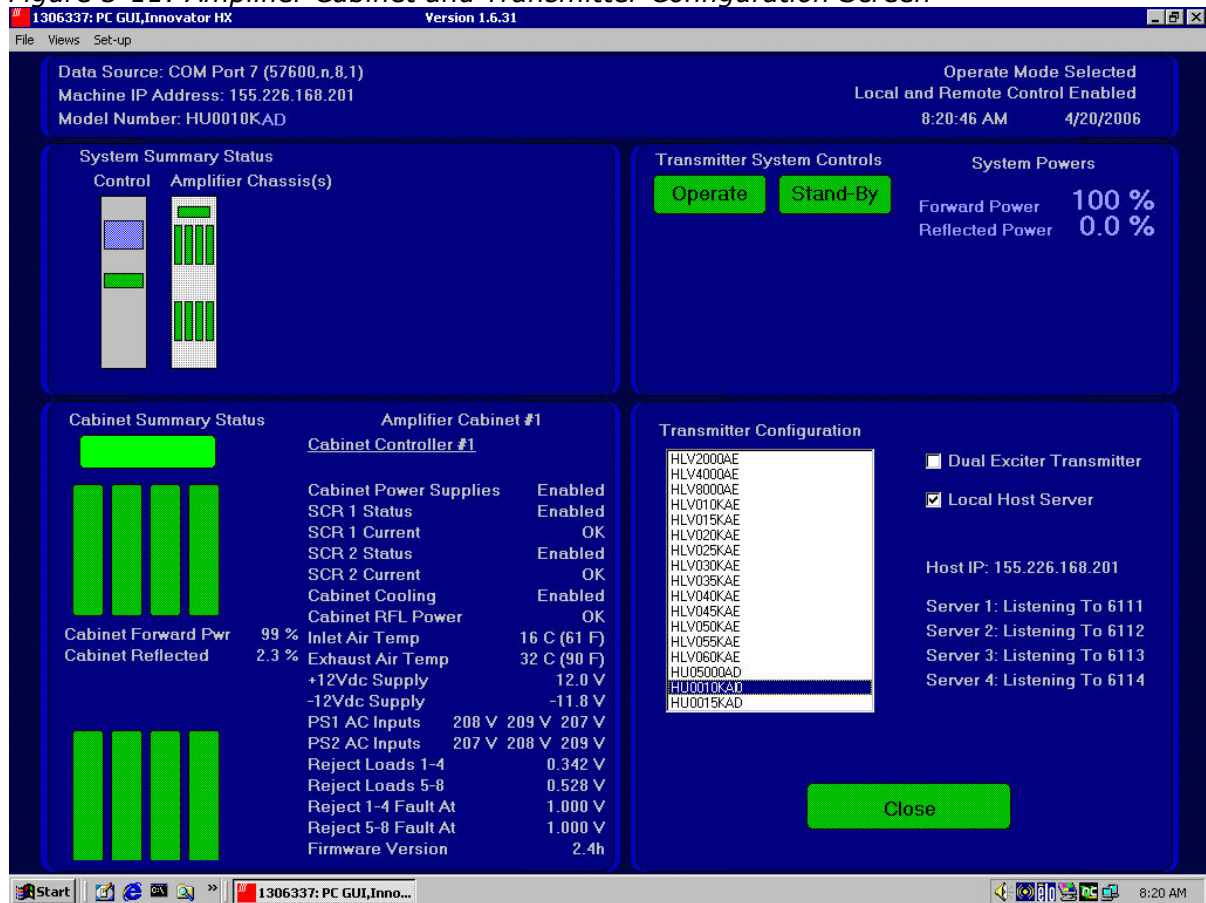 Figure 3-11: Amplifier Cabinet and Transmitter Configuration Screen
1306337: PC GUI,Innovator HX Version 1.6.31
File Views Set-up
Data Source: COM Port 7 (57600,n,8,1)
Machine IP Address: 155.226.168.201
Model Number: HU0010KAD
Operate Mode Selected
Local and Remote Control Enabled
8:20:46 AM 4/20/2006
System Summary Status
Control Amplifier Chassis(s)
Transmitter System Controls
Operate Stand-By
System Powers
Forward Power 100 %
Reflected Power 0.0 %
Cabinet Summary Status
Cabinet Forward Pwr 99 %
Cabinet Reflected 2.3 %
Amplifier Cabinet #1
Cabinet Controller #1
Cabinet Power Supplies Enabled
SCR 1 Status Enabled
SCR 1 Current OK
SCR 2 Status Enabled
SCR 2 Current OK
Cabinet Cooling Enabled
Cabinet RFL Power OK
Inlet Air Temp 16 C (61 F)
Exhaust Air Temp 32 C (90 F)
+12Vdc Supply 12.0 V
-12Vdc Supply -11.8 V
PS1 AC Inputs 208 V 209 V 207 V
PS2 AC Inputs 207 V 208 V 209 V
Reject Loads 1-4 0.342 V
Reject Loads 5-8 0.528 V
Reject 1-4 Fault At 1.000 V
Reject 5-8 Fault At 1.000 V
Firmware Version 2.4h
Transmitter Configuration
HLV2000AE
HLV4000AE
HLV8000AE
HLV010KAE
HLV015KAE
HLV020KAE
HLV025KAE
HLV030KAE
HLV035KAE
HLV040KAE
HLV045KAE
HLV050KAE
HLV055KAE
HLV060KAE
HU05000AD
HU0010KAD
HU0015KAD
Dual Exciter Transmitter
Local Host Server
Host IP: 155.226.168.201
Server 1: Listening To 6111
Server 2: Listening To 6112
Server 3: Listening To 6113
Server 4: Listening To 6114
Close
Start
1306337: PC GUI,Inno...
8:20 AM